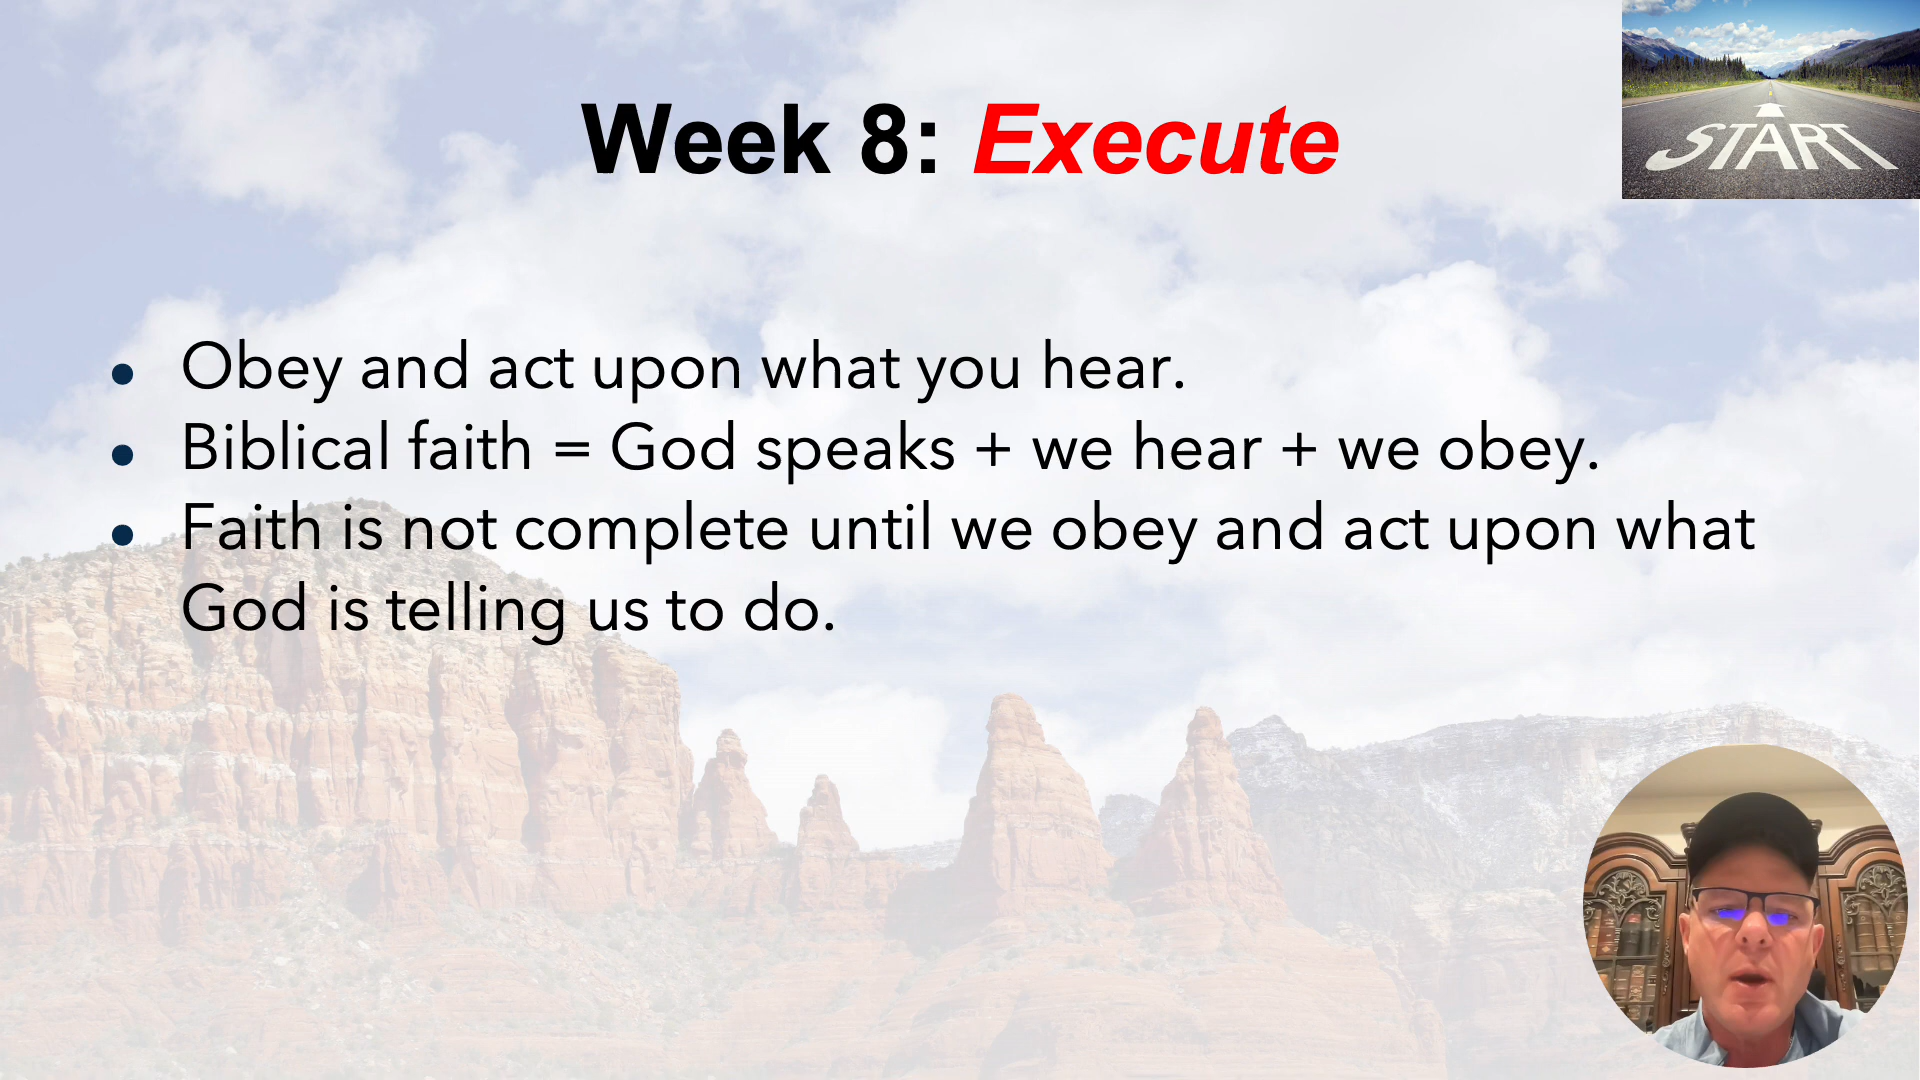 START
Week 8: Execute
• Obey and act upon what you hear.
• Biblical faith = God speaks + we hear + we obey.
• Faith is not complete until we obey and act upon what
God is telling us to do.